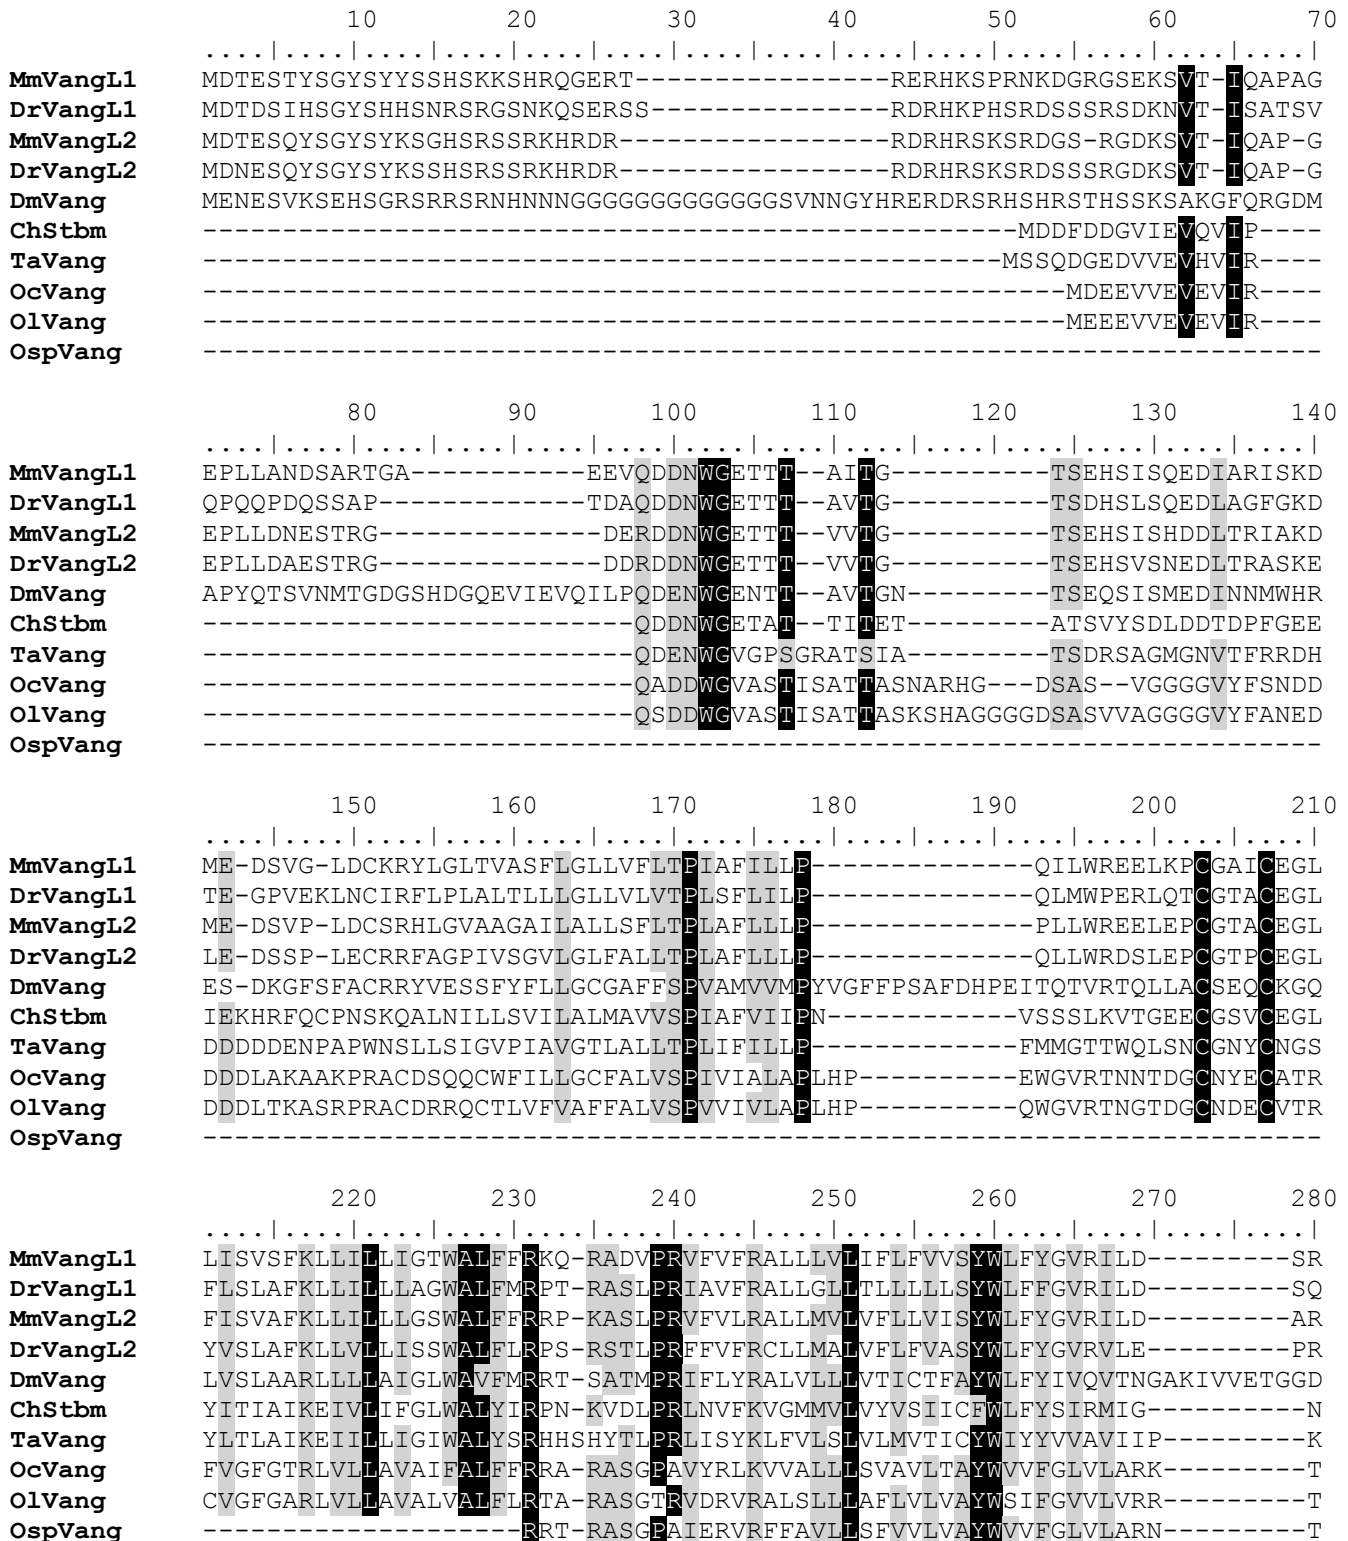 10 20 30 40 50 60 70
....|....|....|....|....|....|....|....|....|....|....|....|....|....|
MmVangL1 MDTESTYSGYSYYSSHSKKSHRQGERT----------------RERHKSPRNKDGRGSEKSVT-IQAPAG
DrVangL1 MDTDSIHSGYSHHSNRSRGSNKQSERSS---------------RDRHKPHSRDSSSRSDKNVT-ISATSV
MmVangL2 MDTESQYSGYSYKSGHSRSSRKHRDR-----------------RDRHRSKSRDGS-RGDKSVT-IQAP-G
DrVangL2 MDNESQYSGYSYKSSHSRSSRKHRDR-----------------RDRHRSKSRDSSSRGDKSVT-IQAP-G
DmVang MENESVKSEHSGRSRRSRNHNNNGGGGGGGGGGGGGSVNNGYHRERDRSRHSHRSTHSSKSAKGFQRGDM
ChStbm ---------------------------------------------------MDDFDDGVIEVQVIP----
TaVang --------------------------------------------------MSSQDGEDVVEVHVIR----
OcVang ------------------------------------------------------MDEEVVEVEVIR----
OlVang ------------------------------------------------------MEEEVVEVEVIR----
OspVang ----------------------------------------------------------------------
80 90 100 110 120 130 140
....|....|....|....|....|....|....|....|....|....|....|....|....|....|
MmVangL1 EPLLANDSARTGA-----------EEVQDDNWGETTT--AITG----------TSEHSISQEDIARISKD
DrVangL1 QPQQPDQSSAP-------------TDAQDDNWGETTT--AVTG----------TSDHSLSQEDLAGFGKD
MmVangL2 EPLLDNESTRG--------------DERDDNWGETTT--VVTG----------TSEHSISHDDLTRIAKD
DrVangL2 EPLLDAESTRG--------------DDRDDNWGETTT--VVTG----------TSEHSVSNEDLTRASKE
DmVang APYQTSVNMTGDGSHDGQEVIEVQILPQDENWGENTT--AVTGN---------TSEQSISMEDINNMWHR
ChStbm ---------------------------QDDNWGETAT--TITET---------ATSVYSDLDDTDPFGEE
TaVang ---------------------------QDENWGVGPSGRATSIA---------TSDRSAGMGNVTFRRDH
OcVang ---------------------------QADDWGVASTISATTASNARHG---DSAS--VGGGGVYFSNDD
OlVang ---------------------------QSDDWGVASTISATTASKSHAGGGGDSASVVAGGGGVYFANED
OspVang ----------------------------------------------------------------------
150 160 170 180 190 200 210
....|....|....|....|....|....|....|....|....|....|....|....|....|....|
MmVangL1 ME-DSVG-LDCKRYLGLTVASFLGLLVFLTPIAFILLP--------------QILWREELKPCGAICEGL
DrVangL1 TE-GPVEKLNCIRFLPLALTLLLGLLVLVTPLSFLILP--------------QLMWPERLQTCGTACEGL
MmVangL2 ME-DSVP-LDCSRHLGVAAGAILALLSFLTPLAFLLLP--------------PLLWREELEPCGTACEGL
DrVangL2 LE-DSSP-LECRRFAGPIVSGVLGLFALLTPLAFLLLP--------------QLLWRDSLEPCGTPCEGL
DmVang ES-DKGFSFACRRYVESSFYFLLGCGAFFSPVAMVVMPYVGFFPSAFDHPEITQTVRTQLLACSEQCKGQ
ChStbm IEKHRFQCPNSKQALNILLSVILALMAVVSPIAFVIIPN------------VSSSLKVTGEECGSVCEGL
TaVang DDDDDENPAPWNSLLSIGVPIAVGTLALLTPLIFILLP-------------FMMGTTWQLSNCGNYCNGS
OcVang DDDLAKAAKPRACDSQQCWFILLGCFALVSPIVIALAPLHP----------EWGVRTNNTDGCNYECATR
OlVang DDDLTKASRPRACDRRQCTLVFVAFFALVSPVVIVLAPLHP----------QWGVRTNGTDGCNDECVTR
OspVang ----------------------------------------------------------------------
220 230 240 250 260 270 280
....|....|....|....|....|....|....|....|....|....|....|....|....|....|
MmVangL1 LISVSFKLLILLIGTWALFFRKQ-RADVPRVFVFRALLLVLIFLFVVSYWLFYGVRILD---------SR
DrVangL1 FLSLAFKLLILLLAGWALFMRPT-RASLPRIAVFRALLGLLTLLLLLSYWLFFGVRILD---------SQ
MmVangL2 FISVAFKLLILLLGSWALFFRRP-KASLPRVFVLRALLMVLVFLLVISYWLFYGVRILD---------AR
DrVangL2 YVSLAFKLLVLLISSWALFLRPS-RSTLPRFFVFRCLLMALVFLFVASYWLFYGVRVLE---------PR
DmVang LVSLAARLLLLAIGLWAVFMRRT-SATMPRIFLYRALVLLLVTICTFAYWLFYIVQVTNGAKIVVETGGD
ChStbm YITIAIKEIVLIFGLWALYIRPN-KVDLPRLNVFKVGMMVLVYVSIICFWLFYSIRMIG---------N
TaVang YLTLAIKEIILLIGIWALYSRHHSHYTLPRLISYKLFVLSLVLMVTICYWIYYVVAVIIP--------K
OcVang FVGFGTRLVLLAVAIFALFFRRA-RASGPAVYRLKVVALLLSVAVLTAYWVVFGLVLARK--------T
OlVang CVGFGARLVLLAVALVALFLRTA-RASGTRVDRVRALSLLLAFLVLVAYWSIFGVVLVRR--------T
OspVang --------------------RRT-RASGPAIERVRFFAVLLSFVVLVAYWVVFGLVLARN---------T